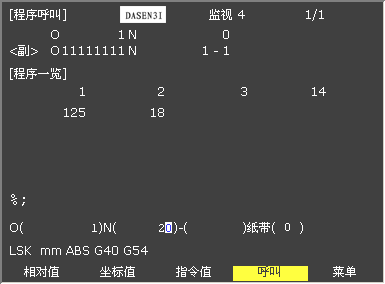 [程序呼叫] DASEN3I 监视 4 1/1
O 1 N 0
<副> O 11111111 N 1 - 1
[程序一览]
1 2 3 14
125 18
% ;
O( 1)N( 20)-( )纸带( 0 )
LSK mm ABS G40 G54
相对值 坐标值 指令值 呼叫 菜单